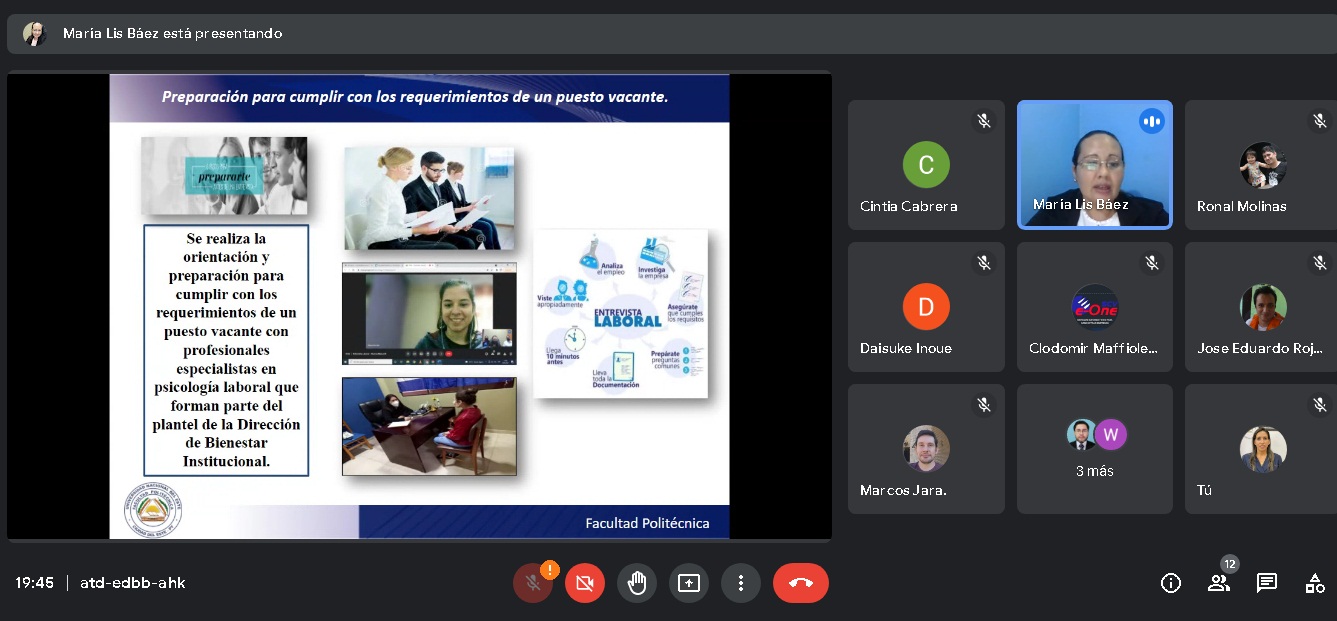 María Lis Báez está presentando
Preparación para cumplir con los requerimientos de un puesto vacante.
prepararte
Se realiza la
orientación y
preparación para
cumplir con los
requerimientos de un
puesto vacante con
profesionales
especialistas en
psicología laboral que
forman parte del
plantel de la Dirección
de Bienestar
Institucional.
Analiza
el empleo
Investiga
la empresa
Viste
apropiadamente
Asegúrate
que cumples
los requisitos
ENTREVISTA
LABORAL
Llega
10 minutos
antes
Prepárate
preguntas
comunes
Lleva
toda la
Documentación
Facultad Politécnica
C
Cintia Cabrera
María Lis Báez
Ronal Molinas
D
Daisuke Inoue
e-One
Clodomir Maffiole...
Jose Eduardo Roj...
Marcos Jara.
W
3 más
Tú
19:45 | atd-edbb-ahk
!
12